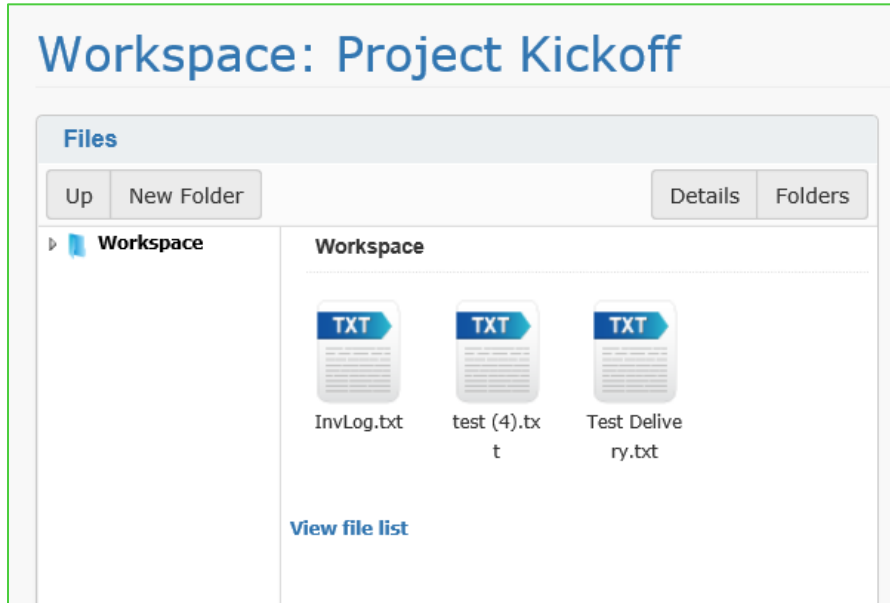 Workspace: Project Kickoff
Files
Up New Folder Details Folders
Workspace
Workspace
TXT TXT TXT
InvLog.txt test (4).tx Test Delive
t ry.txt
View file list